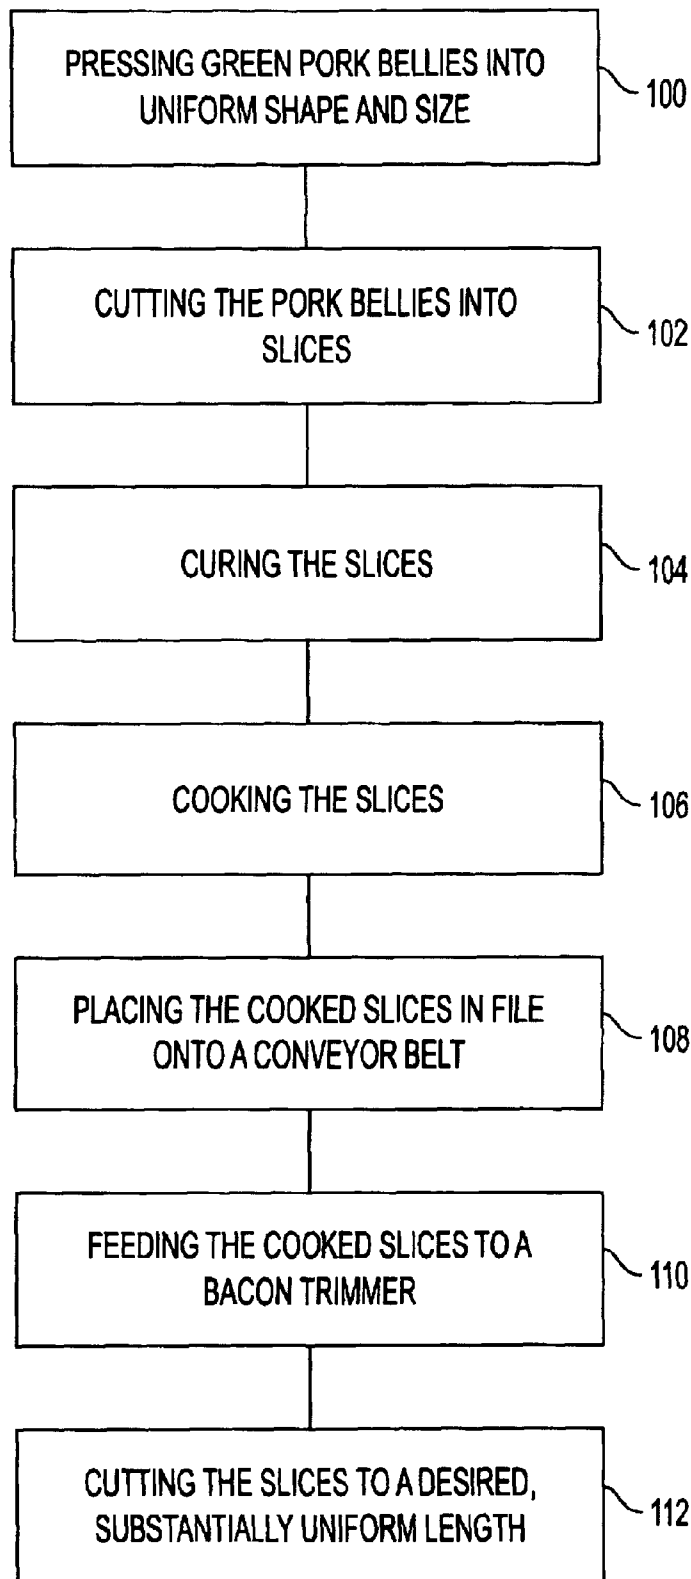 PRESSING GREEN PORK BELLIES INTO
UNIFORM SHAPE AND SIZE
100
CUTTING THE PORK BELLIES INTO
SLICES
102
CURING THE SLICES
104
COOKING THE SLICES
106
PLACING THE COOKED SLICES IN FILE
ONTO A CONVEYOR BELT
108
FEEDING THE COOKED SLICES TO A
BACON TRIMMER
110
CUTTING THE SLICES TO A DESIRED,
SUBSTANTIALLY UNIFORM LENGTH
112